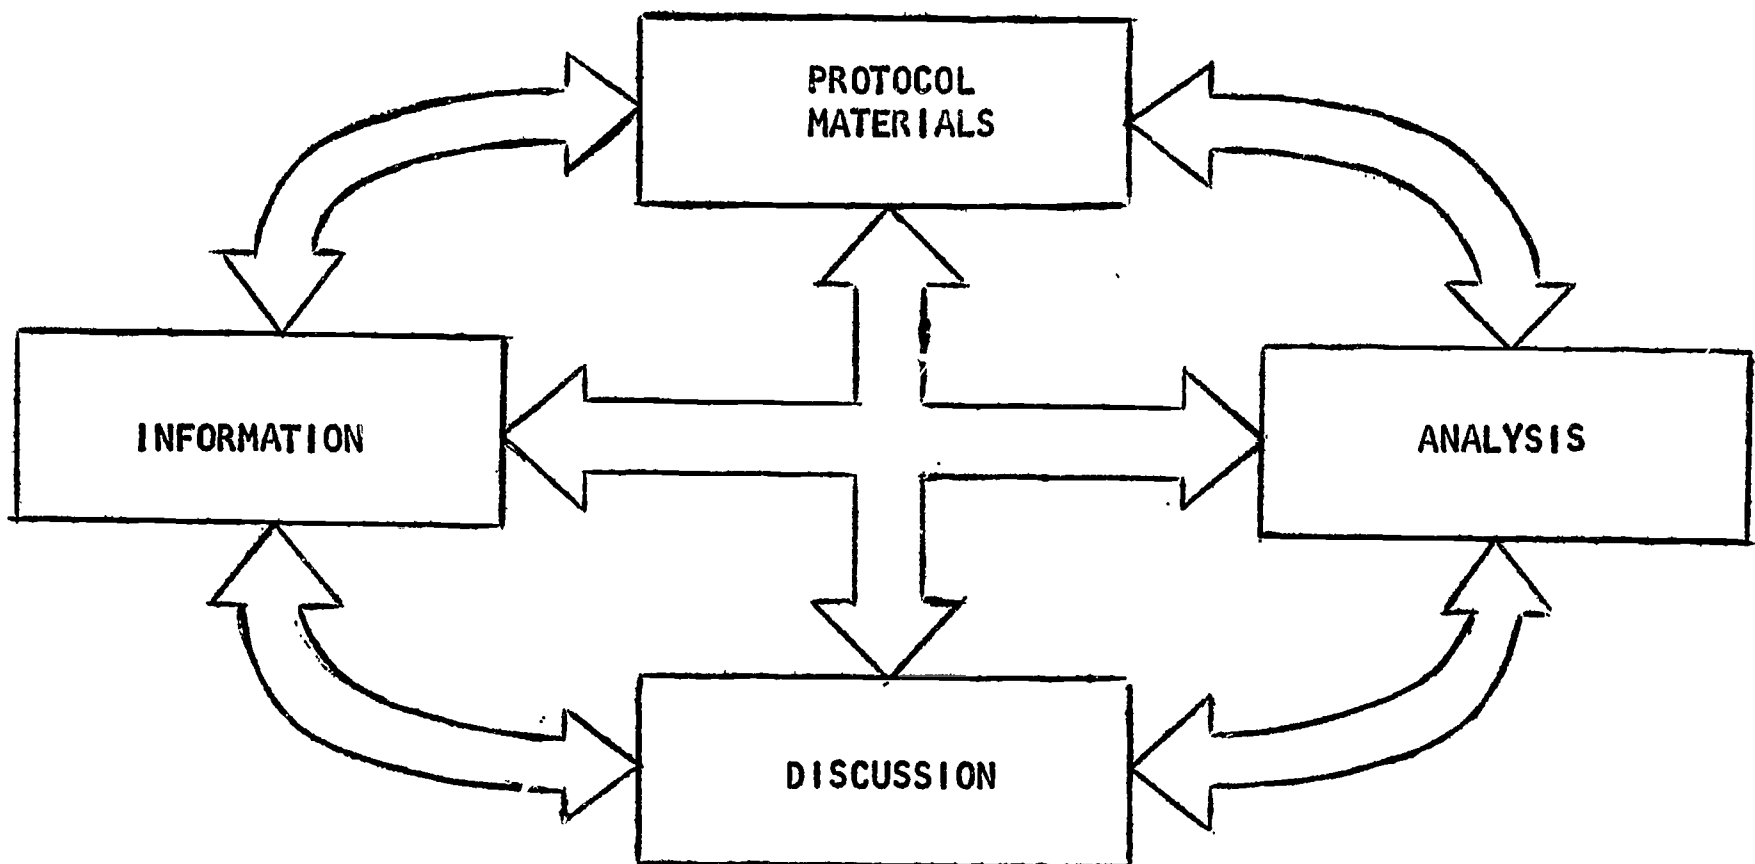 PROTOCOL
MATERIALS
INFORMATION
ANALYSIS
DISCUSSION